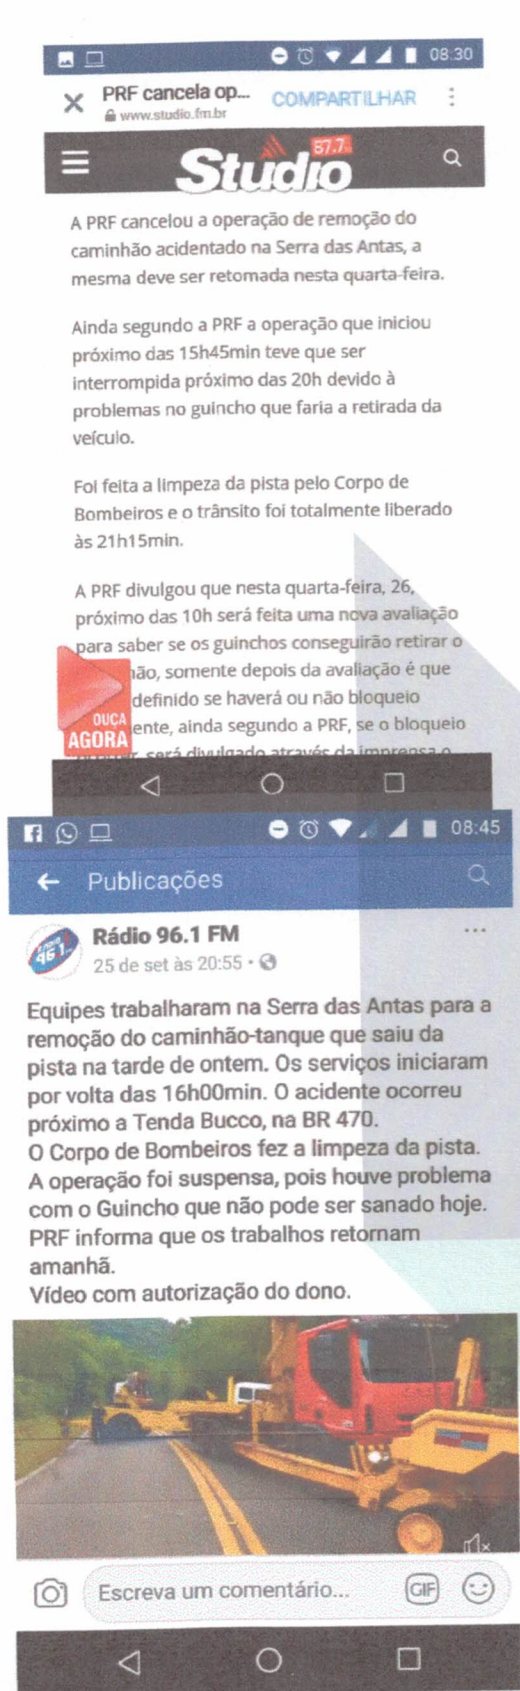 08:30
PRF cancela op... COMPARTILHAR
www.studio.fm.br
Studio 87.7
A PRF cancelou a operação de remoção do
caminhão acidentado na Serra das Antas, a
mesma deve ser retomada nesta quarta-feira.
Ainda segundo a PRF a operação que iniciou
próximo das 15h45min teve que ser
interrompida próximo das 20h devido à
problemas no guincho que faria a retirada da
veículo.
Foi feita a limpeza da pista pelo Corpo de
Bombeiros e o trânsito foi totalmente liberado
às 21h15min.
A PRF divulgou que nesta quarta-feira, 26,
próximo das 10h será feita uma nova avaliação
para saber se os guinchos conseguirão retirar o
não, somente depois da avaliação é que
definido se haverá ou não bloqueio
ente, ainda segundo a PRF, se o bloqueio
será divulgado através da imprensa o
OUÇA
AGORA
08:45
Publicações
Rádio 96.1 FM
25 de set às 20:55 •
Equipes trabalharam na Serra das Antas para a
remoção do caminhão-tanque que saiu da
pista na tarde de ontem. Os serviços iniciaram
por volta das 16h00min. O acidente ocorreu
próximo a Tenda Bucco, na BR 470.
O Corpo de Bombeiros fez a limpeza da pista.
A operação foi suspensa, pois houve problema
com o Guincho que não pode ser sanado hoje.
PRF informa que os trabalhos retornam
amanhã.
Vídeo com autorização do dono.
Escreva um comentário...
GIF